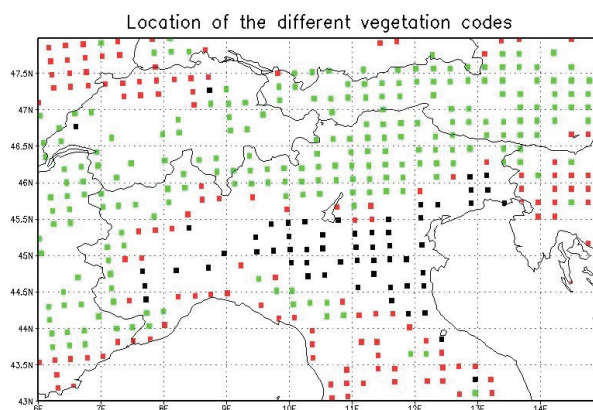 Location of the different vegetation codes
47.5N
47N
46.5N
46N
45.5N
45N
44.5N
44N
43.5N
43N
6E 7E 8E 9E 10E 11E 12E 13E 14E